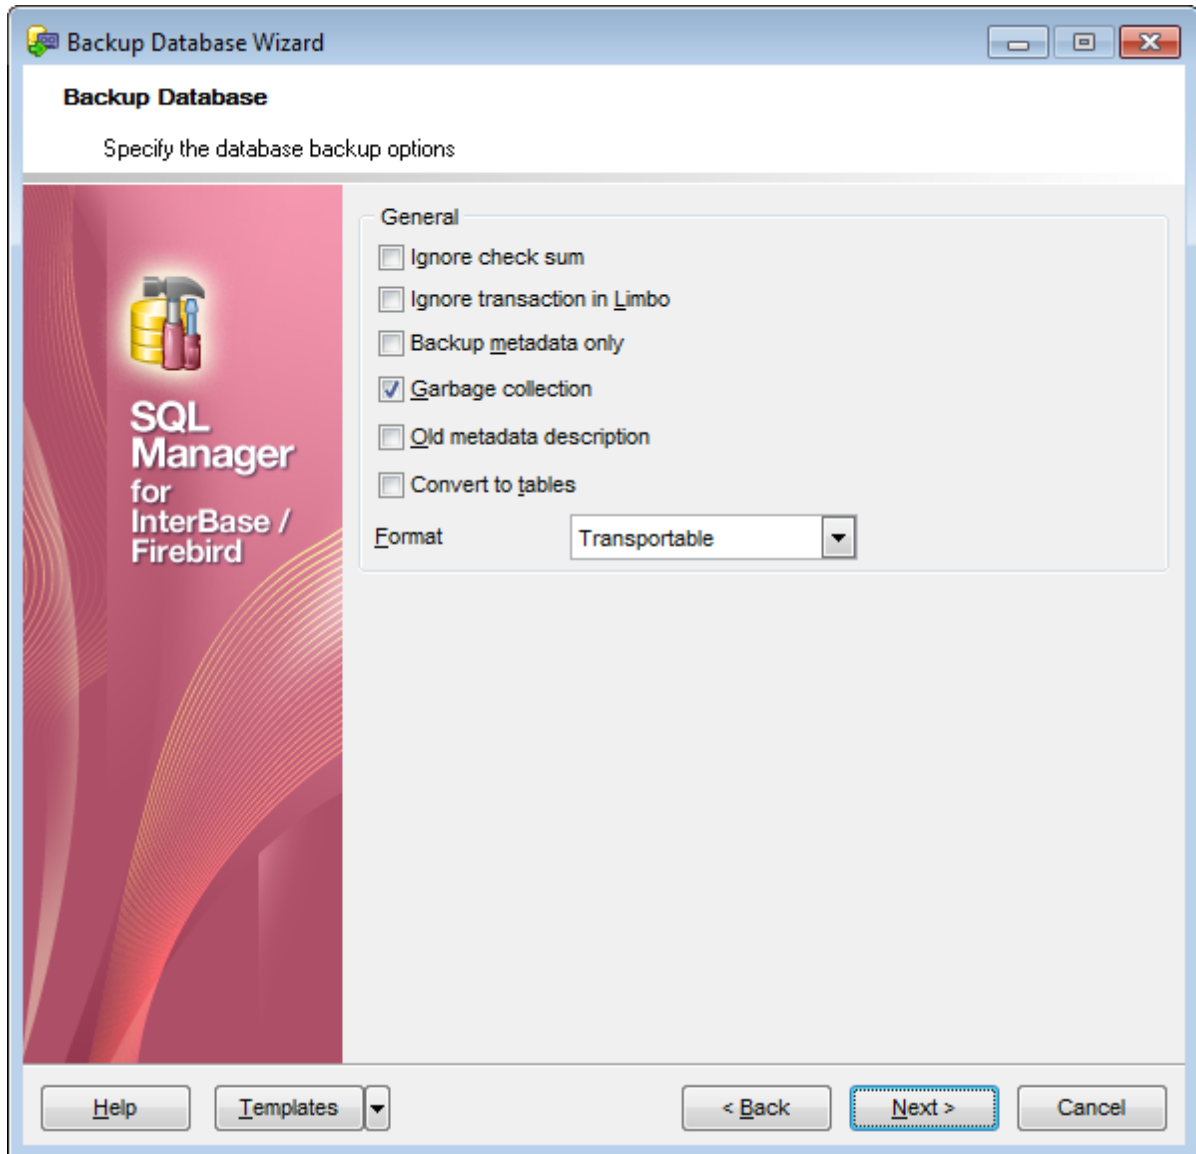 Backup Database Wizard
Backup Database
Specify the database backup options
SQL
Manager
for
InterBase /
Firebird
General
Ignore check sum
Ignore transaction in Limbo
Backup metadata only
Garbage collection
Old metadata description
Convert to tables
Format Transportable
Help Templates < Back Next > Cancel